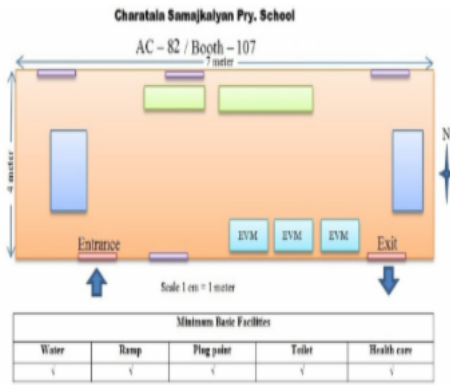 Charatala Samajkalyan Pry. School
AC – 82 / Booth – 107
7 meter
4 meter
N
EVM EVM EVM
Entrance Exit
Scale 1 cm = 1 meter
Minimum Basic Facilities
Water Ramp Plug point Toilet Health care
√ √ √ √ √